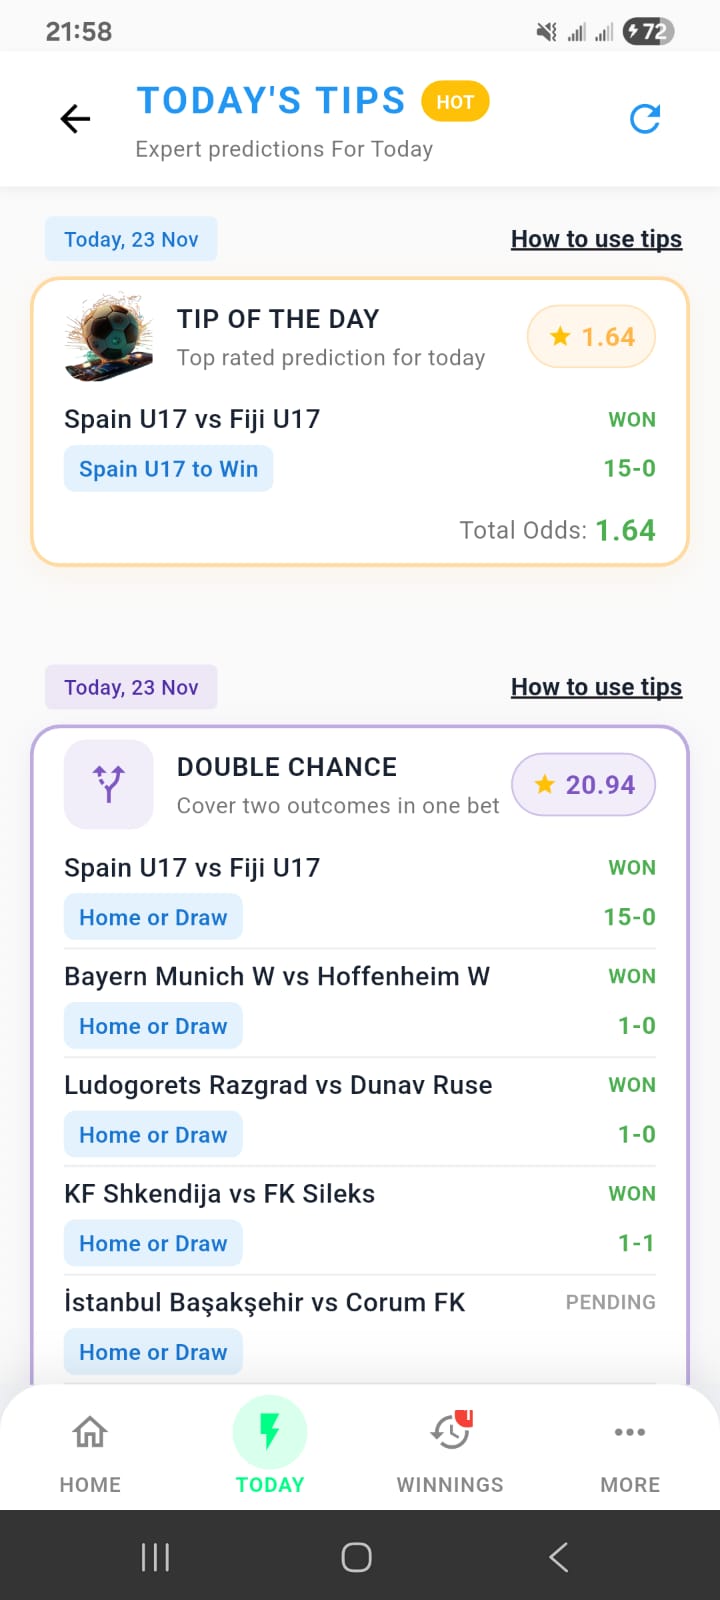 21:58
72
TODAY'S TIPS HOT
Expert predictions For Today
Today, 23 Nov
How to use tips
TIP OF THE DAY
1.64
Top rated prediction for today
Spain U17 vs Fiji U17
WON
Spain U17 to Win
15-0
Total Odds: 1.64
Today, 23 Nov
How to use tips
DOUBLE CHANCE
20.94
Cover two outcomes in one bet
Spain U17 vs Fiji U17
WON
Home or Draw
15-0
Bayern Munich W vs Hoffenheim W
WON
Home or Draw
1-0
Ludogorets Razgrad vs Dunav Ruse
WON
Home or Draw
1-0
KF Shkendija vs FK Sileks
WON
Home or Draw
1-1
İstanbul Başakşehir vs Corum FK
PENDING
Home or Draw
HOME
TODAY
WINNINGS
MORE